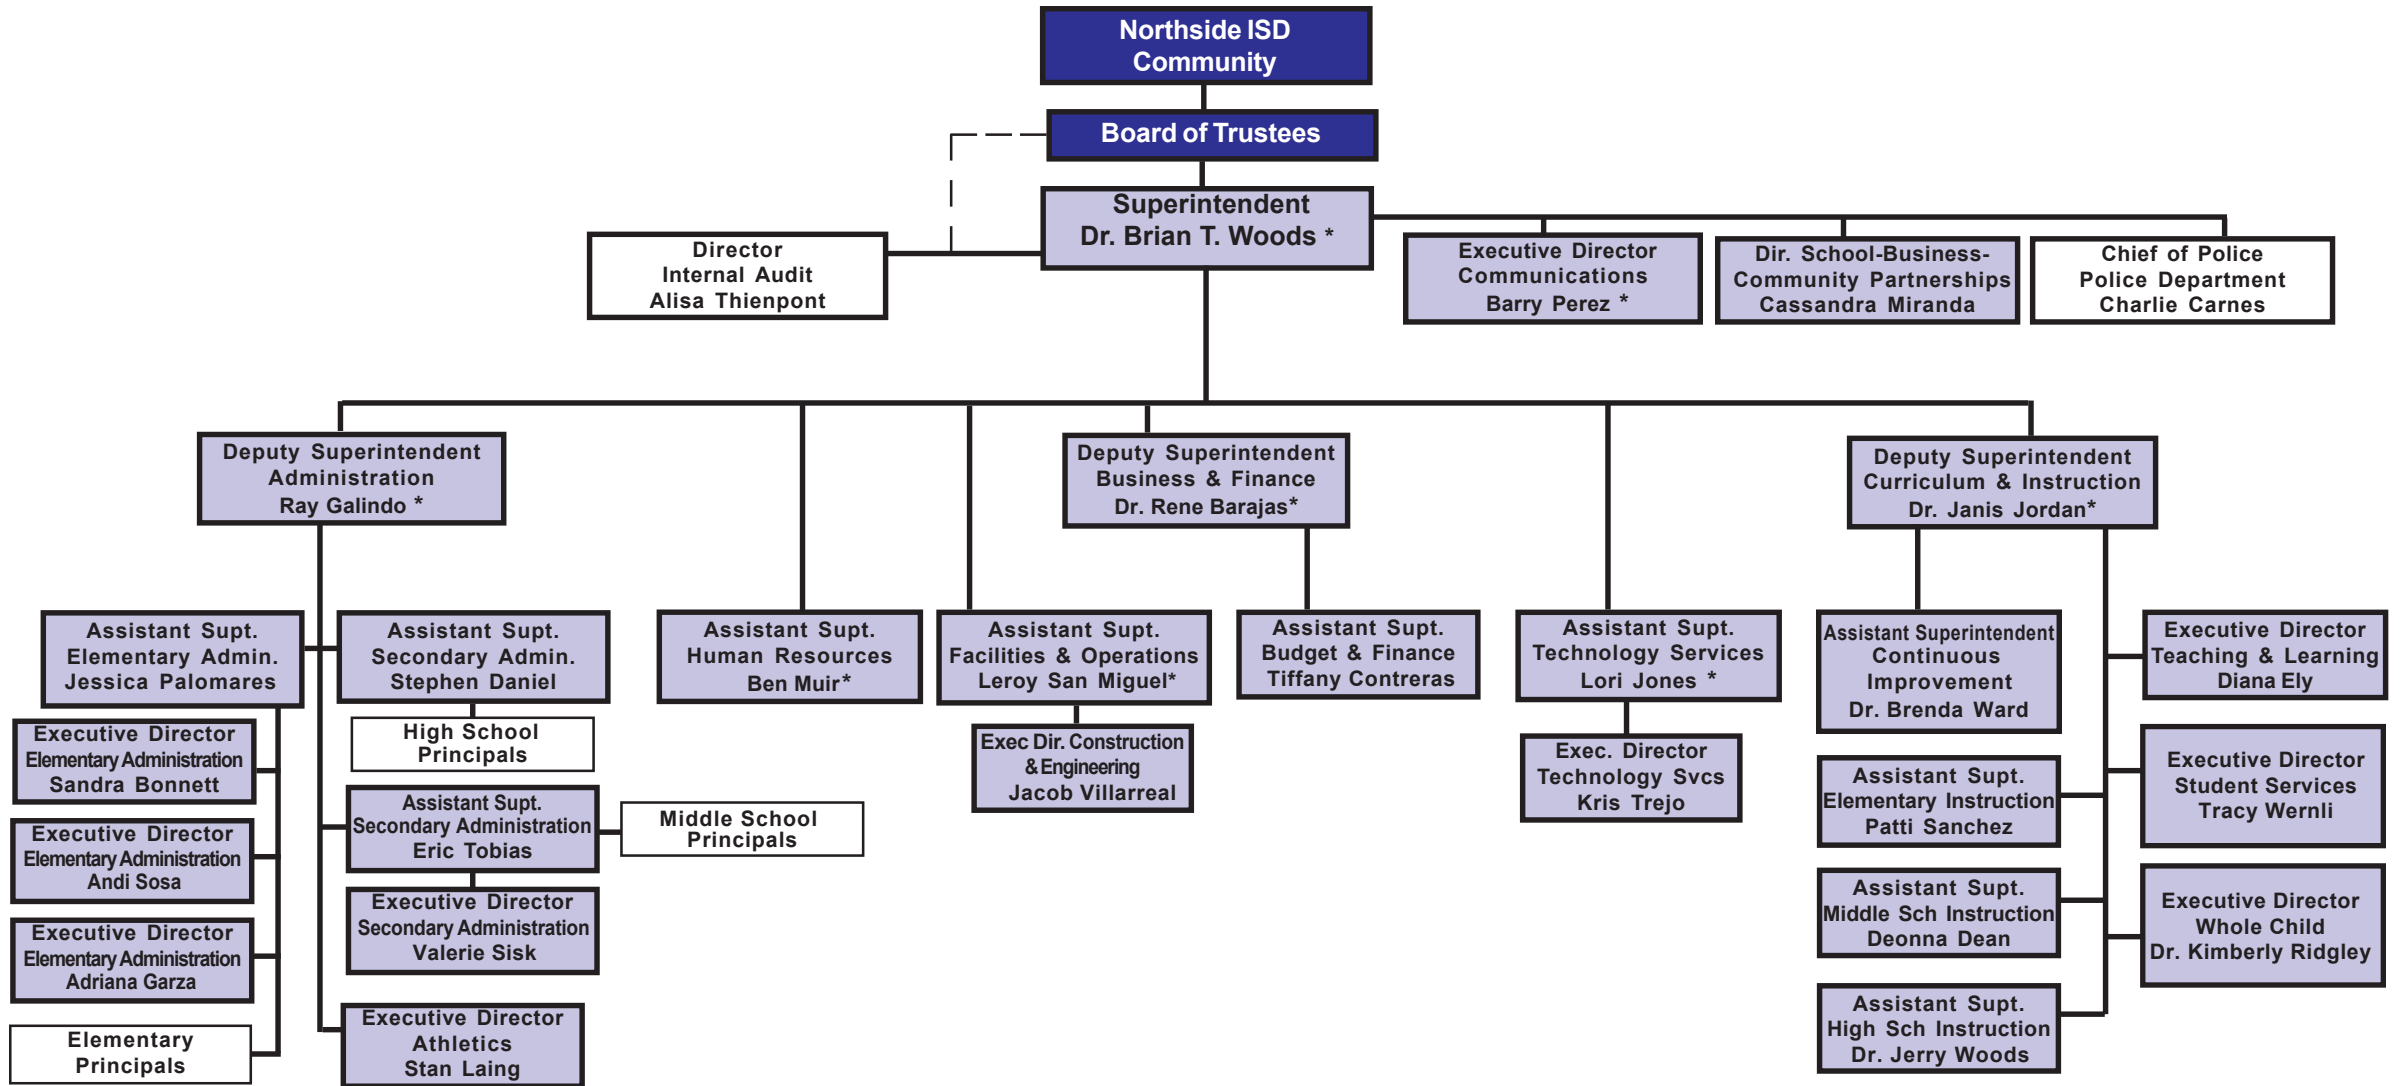 Northside ISD
Community
Board of Trustees
Superintendent
Dr. Brian T. Woods *
Director
Internal Audit
Alisa Thienpont
Executive Director
Communications
Barry Perez *
Dir. School-Business-
Community Partnerships
Cassandra Miranda
Chief of Police
Police Department
Charlie Carnes
Deputy Superintendent
Administration
Ray Galindo *
Deputy Superintendent
Business & Finance
Dr. Rene Barajas*
Deputy Superintendent
Curriculum & Instruction
Dr. Janis Jordan*
Assistant Supt.
Elementary Admin.
Jessica Palomares
Assistant Supt.
Secondary Admin.
Stephen Daniel
Assistant Supt.
Human Resources
Ben Muir*
Assistant Supt.
Facilities & Operations
Leroy San Miguel*
Assistant Supt.
Budget & Finance
Tiffany Contreras
Assistant Supt.
Technology Services
Lori Jones *
Assistant Superintendent
Continuous
Improvement
Dr. Brenda Ward
Executive Director
Teaching & Learning
Diana Ely
Executive Director
Elementary Administration
Sandra Bonnett
High School
Principals
Exec Dir. Construction
& Engineering
Jacob Villarreal
Exec. Director
Technology Svcs
Kris Trejo
Assistant Supt.
Elementary Instruction
Patti Sanchez
Executive Director
Student Services
Tracy Wernli
Executive Director
Elementary Administration
Andi Sosa
Assistant Supt.
Secondary Administration
Eric Tobias
Middle School
Principals
Assistant Supt.
Middle Sch Instruction
Deonna Dean
Executive Director
Whole Child
Dr. Kimberly Ridgley
Executive Director
Elementary Administration
Adriana Garza
Executive Director
Secondary Administration
Valerie Sisk
Assistant Supt.
High Sch Instruction
Dr. Jerry Woods
Elementary
Principals
Executive Director
Athletics
Stan Laing